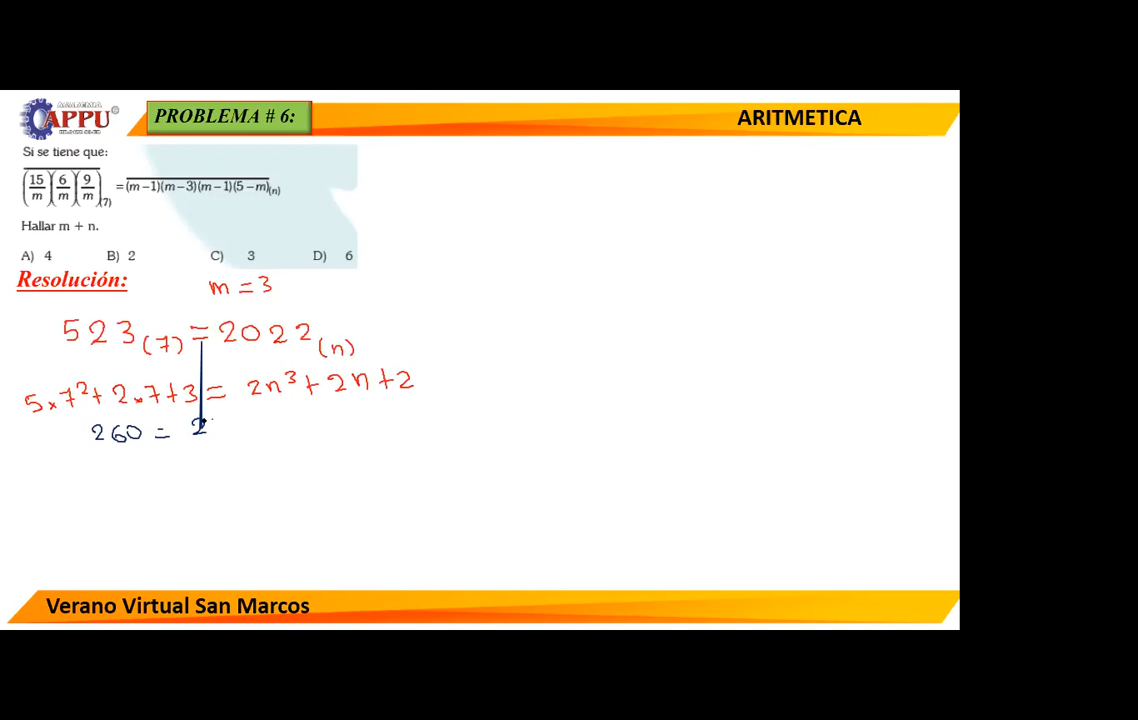 ACADEMIA
APPU
PROBLEMA # 6:
ARITMETICA
Si se tiene que:
(15/m)(6/m)(9/m)(7) = (m−1)(m−3)(m−1)(5−m)(n)
Hallar m + n.
A) 4 B) 2 C) 3 D) 6
Resolución:
m = 3
523(7) = 2022(n)
5×7²+2×7+3 = 2n³+2n+2
260 = 2
Verano Virtual San Marcos